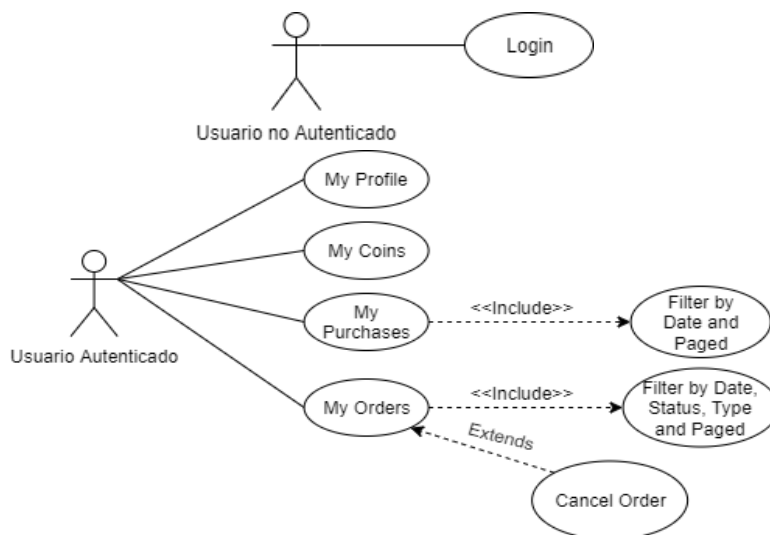 Login
Usuario no Autenticado
My Profile
My Coins
Usuario Autenticado
My
Purchases
<<Include>>
Filter by
Date and
Paged
My Orders
<<Include>>
Filter by Date,
Status, Type
and Paged
Extends
Cancel Order